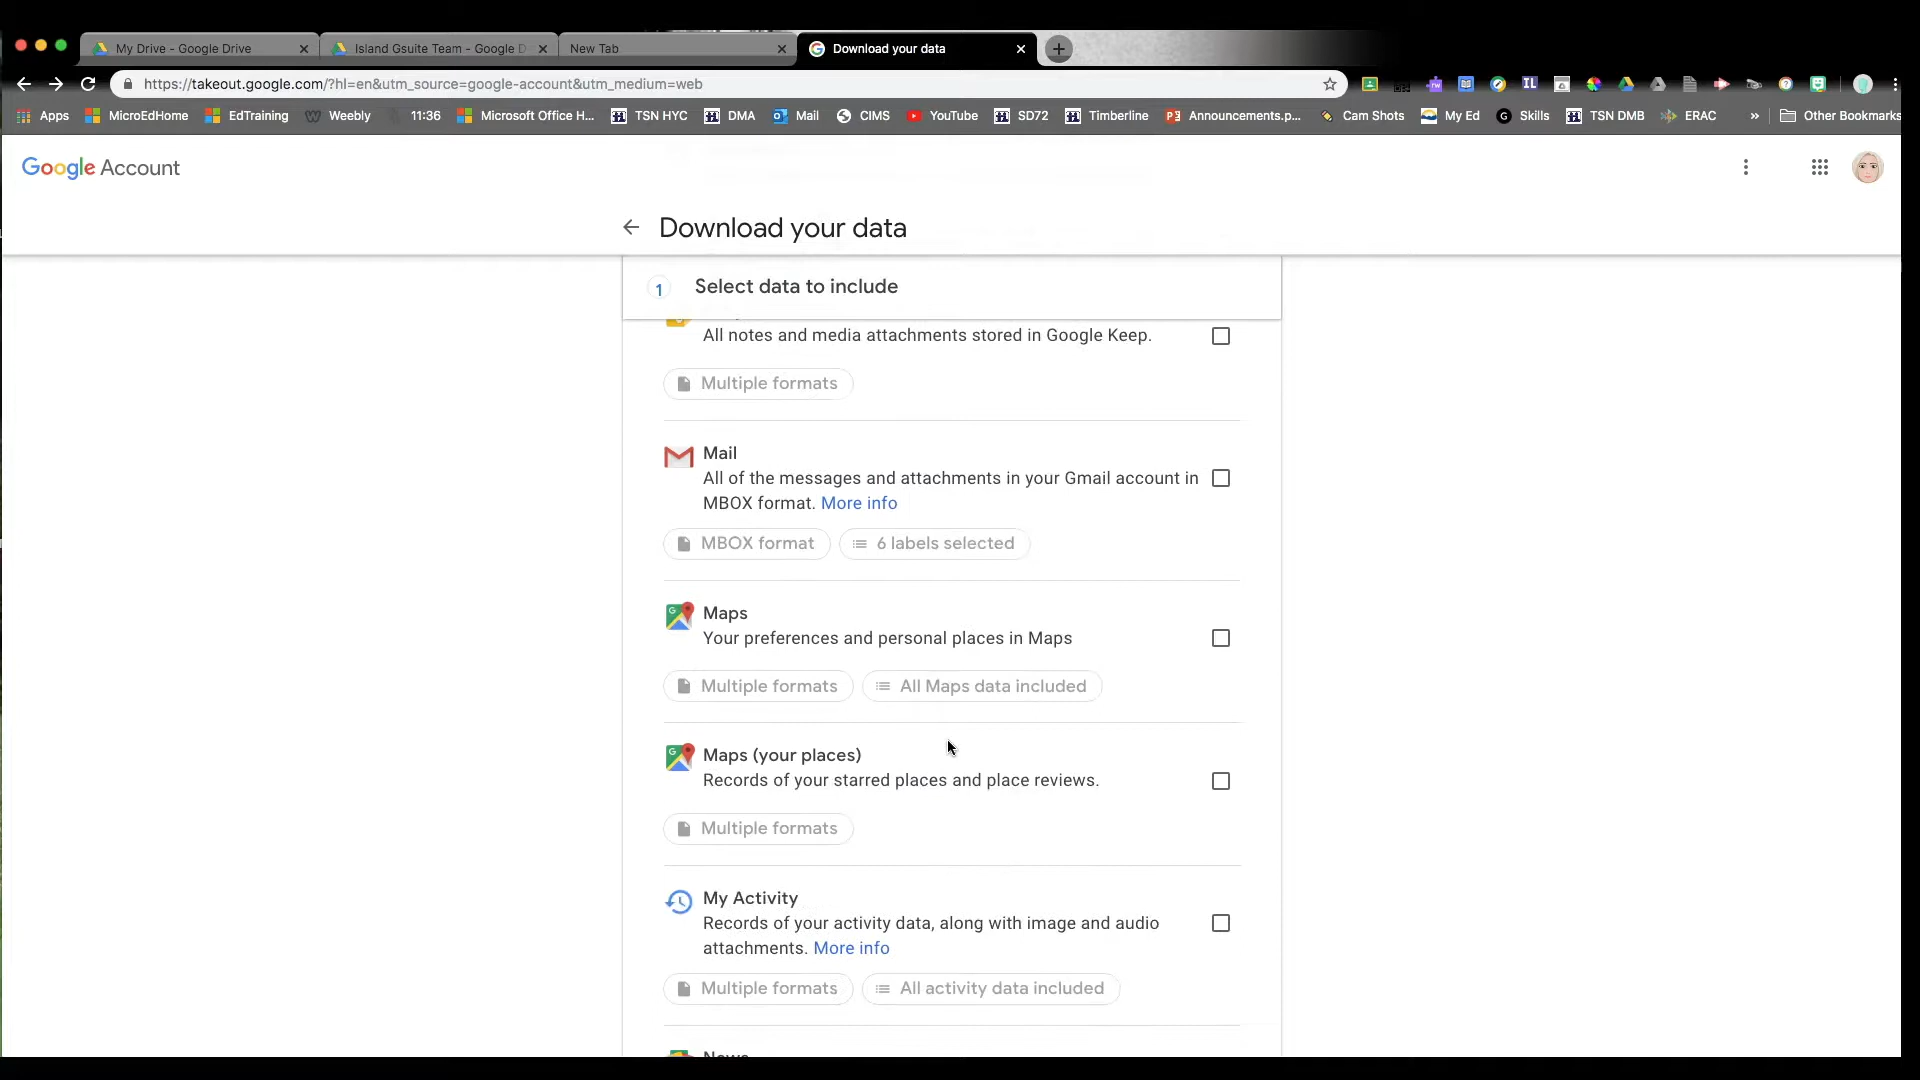 My Drive - Google Drive
Island Gsuite Team - Google D
New Tab
Download your data
https://takeout.google.com/?hl=en&utm_source=google-account&utm_medium=web
Apps MicroEdHome EdTraining Weebly 11:36 Microsoft Office H... TSN HYC DMA Mail CIMS YouTube SD72 Timberline Announcements.p... Cam Shots My Ed Skills TSN DMB ERAC » Other Bookmarks
Google Account
Download your data
1 Select data to include
All notes and media attachments stored in Google Keep.
Multiple formats
Mail
All of the messages and attachments in your Gmail account in
MBOX format. More info
MBOX format 6 labels selected
Maps
Your preferences and personal places in Maps
Multiple formats All Maps data included
Maps (your places)
Records of your starred places and place reviews.
Multiple formats
My Activity
Records of your activity data, along with image and audio
attachments. More info
Multiple formats All activity data included